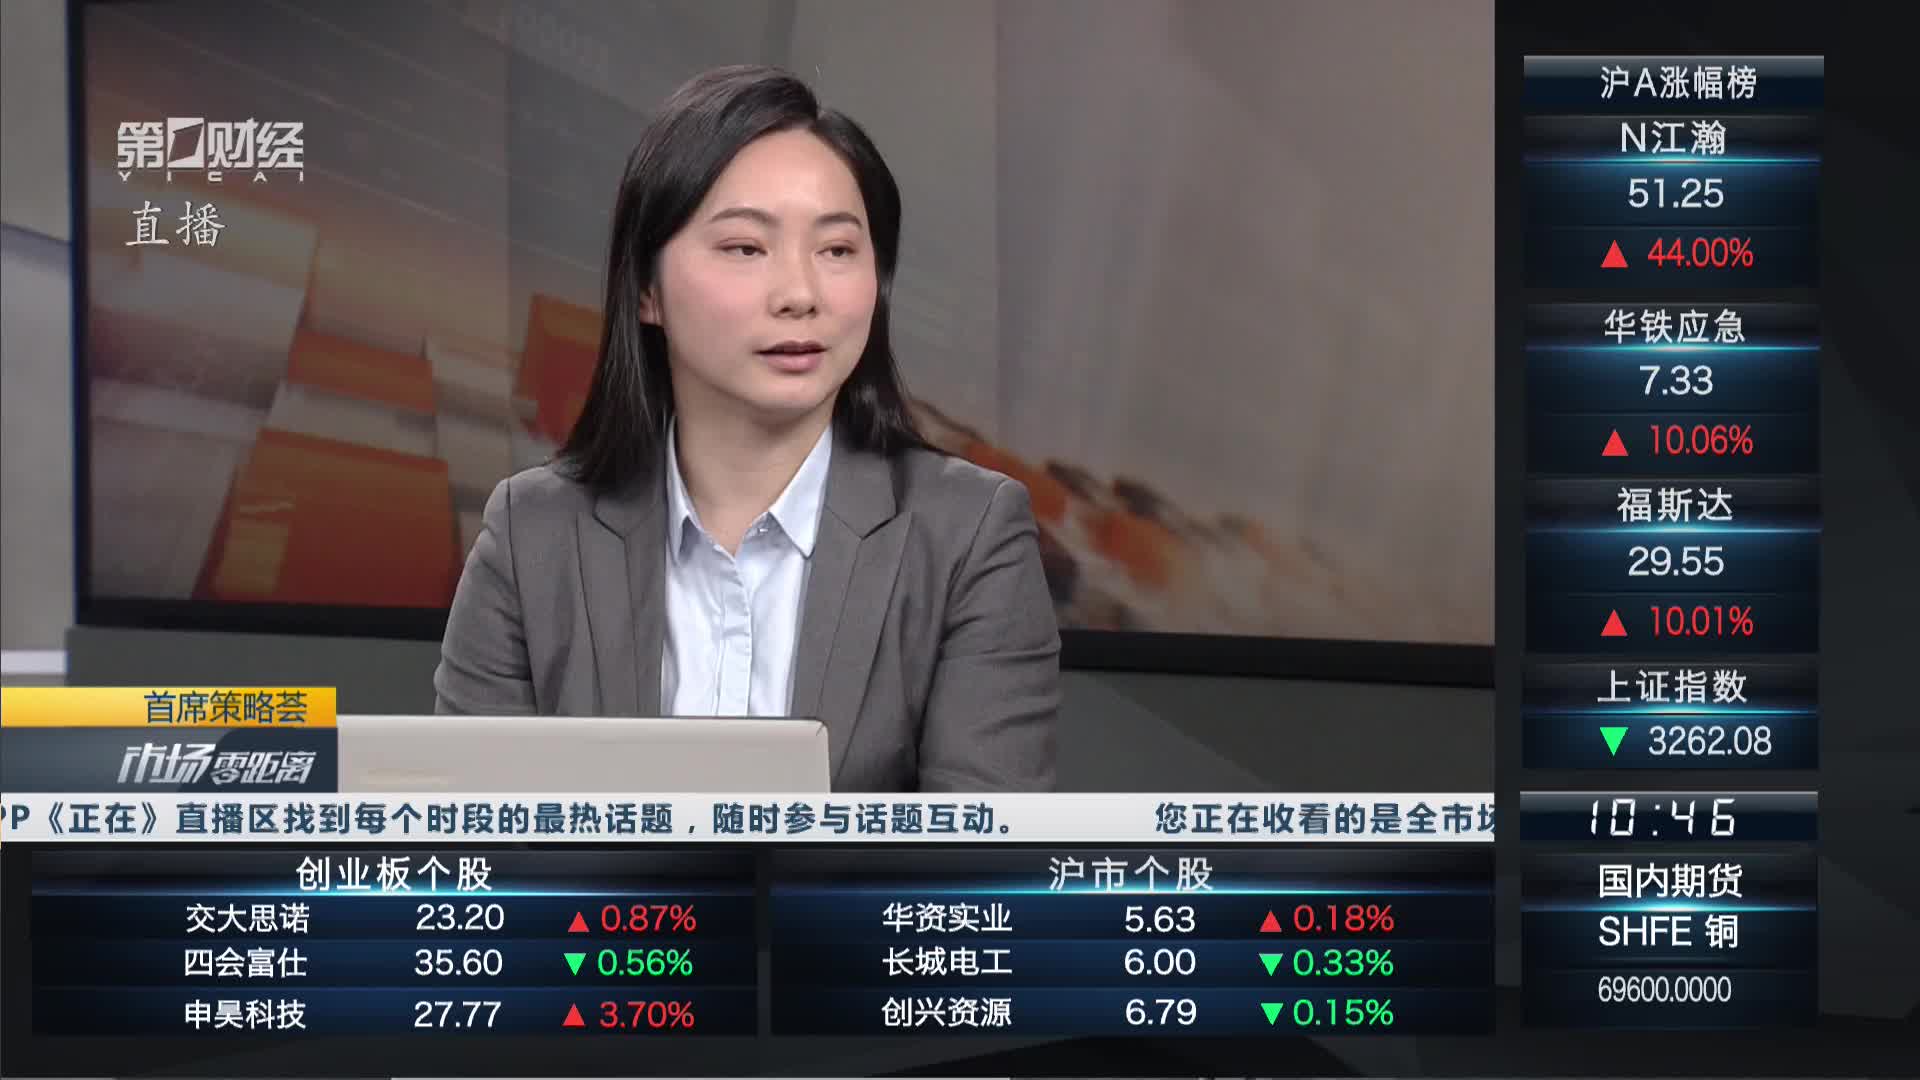 第一财经
YICAI
直播
首席策略荟
市场零距离
PP《正在》直播区找到每个时段的最热话题，随时参与话题互动。 您正在收看的是全市场
创业板个股
交大思诺 23.20 ▲ 0.87%
四会富仕 35.60 ▼ 0.56%
申昊科技 27.77 ▲ 3.70%
沪市个股
华资实业 5.63 ▲ 0.18%
长城电工 6.00 ▼ 0.33%
创兴资源 6.79 ▼ 0.15%
沪A涨幅榜
N江瀚
51.25
▲ 44.00%
华铁应急
7.33
▲ 10.06%
福斯达
29.55
▲ 10.01%
上证指数
▼ 3262.08
10:46
国内期货
SHFE 铜
69600.0000